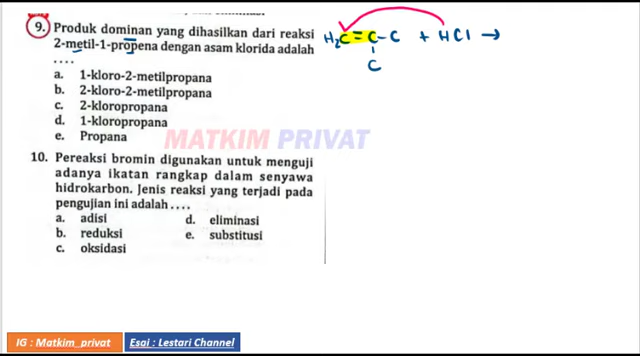 9. Produk dominan yang dihasilkan dari reaksi
2-metil-1-propena dengan asam klorida adalah
....
a. 1-kloro-2-metilpropana
b. 2-kloro-2-metilpropana
c. 2-kloropropana
d. 1-kloropropana
e. Propana
H₂C = C - C + HCl →
C
MATKIM PRIVAT
10. Pereaksi bromin digunakan untuk menguji
adanya ikatan rangkap dalam senyawa
hidrokarbon. Jenis reaksi yang terjadi pada
pengujian ini adalah ....
a. adisi d. eliminasi
b. reduksi e. substitusi
c. oksidasi
IG : Matkim_privat Esai : Lestari Channel